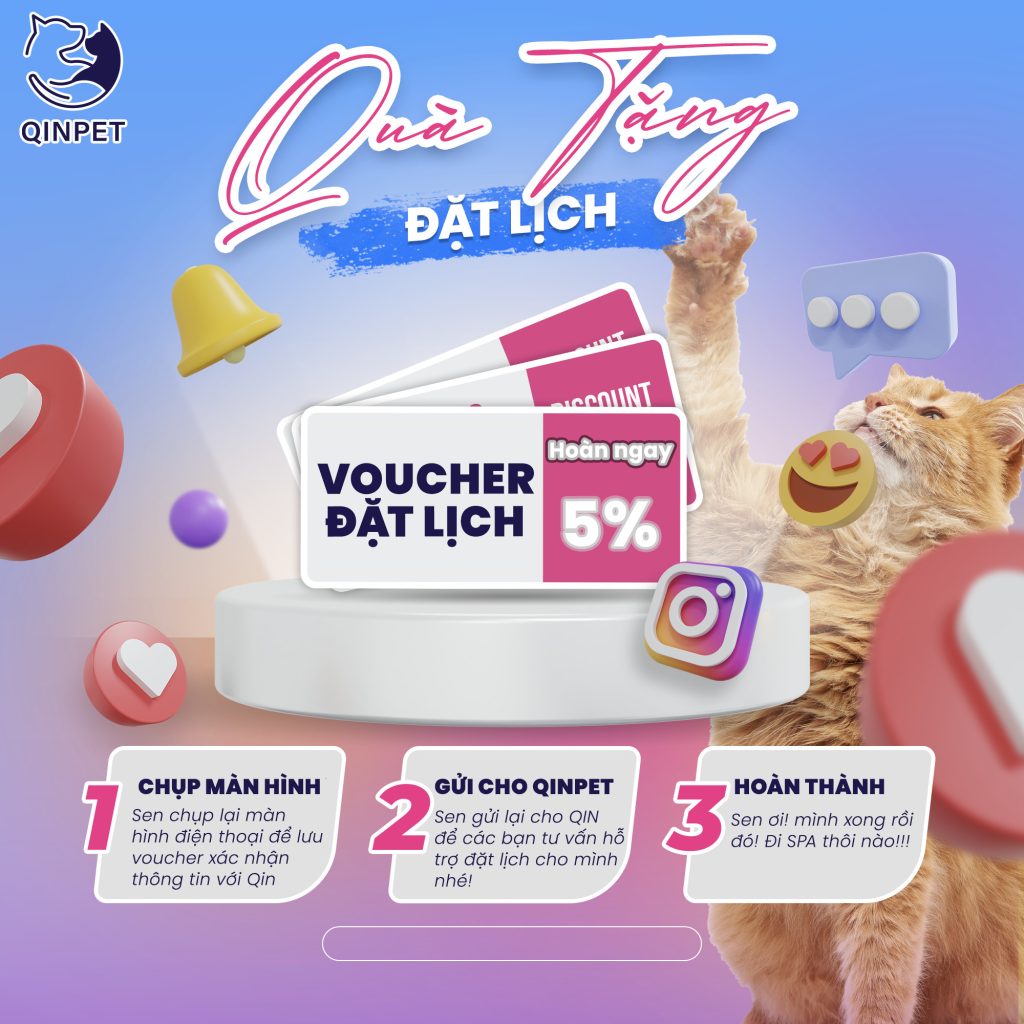 QINPET
Quà Tặng
ĐẶT LỊCH
DISCOUNT
VOUCHER
ĐẶT LỊCH
Hoàn ngay
5%
1
CHỤP MÀN HÌNH
Sen chụp lại màn
hình điện thoại để lưu
voucher xác nhận
thông tin với Qin
2
GỬI CHO QINPET
Sen gửi lại cho QIN
để các bạn tư vấn hỗ
trợ đặt lịch cho mình
nhé!
3
HOÀN THÀNH
Sen ơi! mình xong rồi
đó! Đi SPA thôi nào!!!